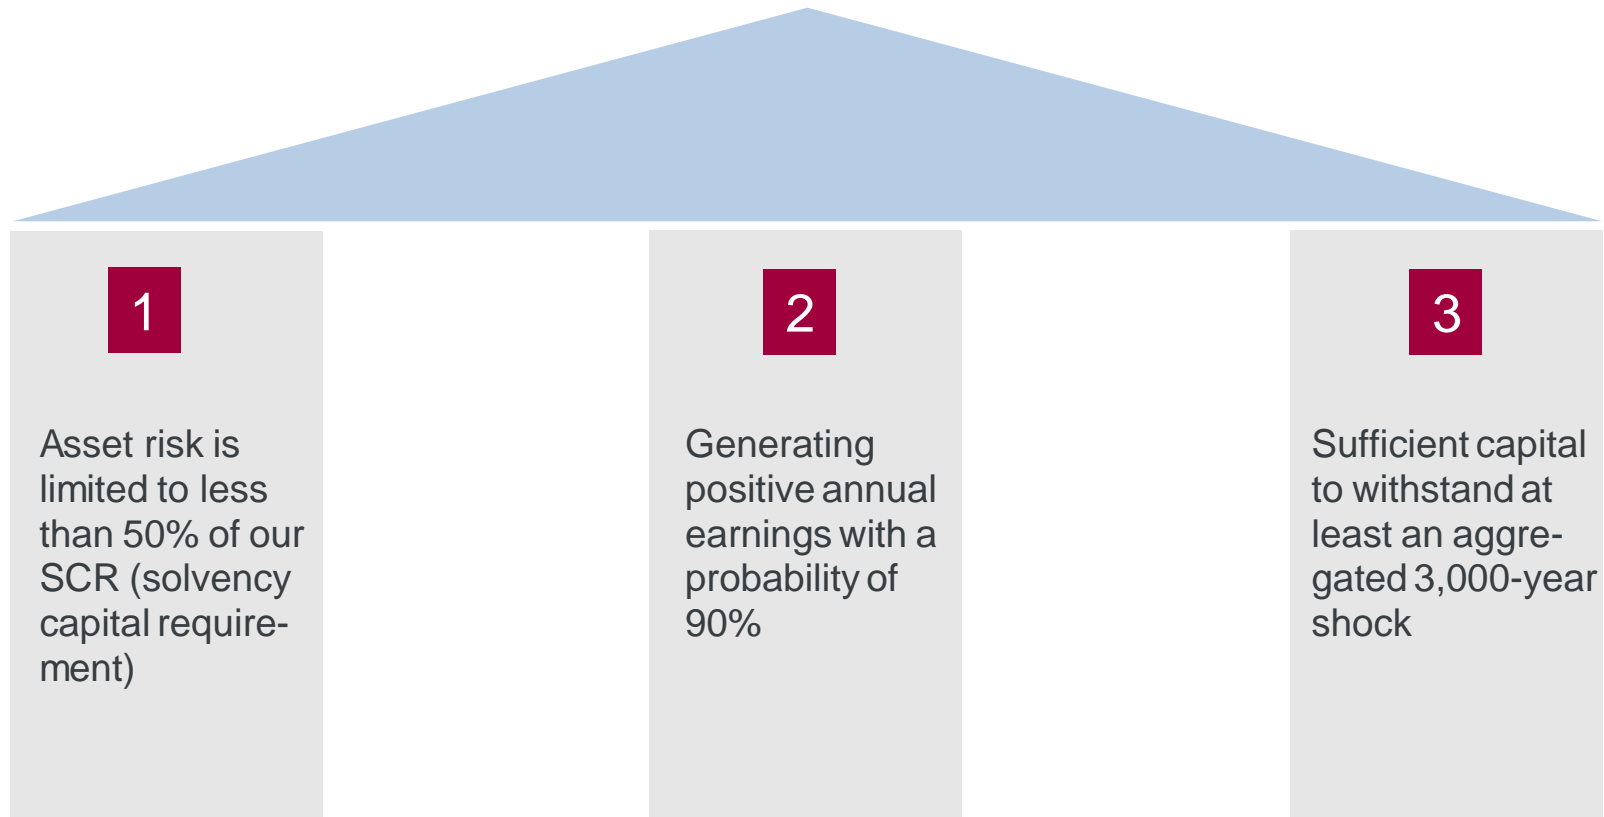 1
Asset risk is
limited to less
than 50% of our
SCR (solvency
capital require-
ment)
2
Generating
positive annual
earnings with a
probability of
90%
3
Sufficient capital
to withstand at
least an aggre-
gated 3,000-year
shock